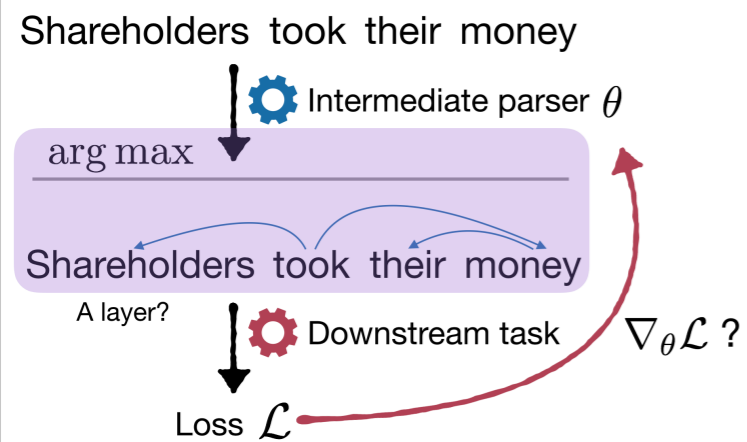 Shareholders took their money
Intermediate parser θ
arg max
Shareholders took their money
A layer?
Downstream task
∇θℒ ?
Loss ℒ